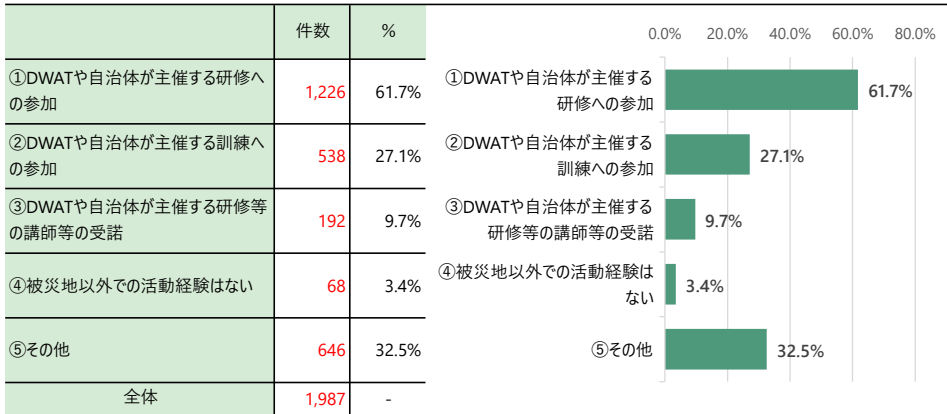 件数 %
①DWATや自治体が主催する研修へ
の参加
1,226 61.7%
②DWATや自治体が主催する訓練へ
の参加
538 27.1%
③DWATや自治体が主催する研修等
の講師等の受諾
192 9.7%
④被災地以外での活動経験はない 68 3.4%
⑤その他 646 32.5%
全体 1,987 -
0.0% 20.0% 40.0% 60.0% 80.0%
①DWATや自治体が主催する
研修への参加
61.7%
②DWATや自治体が主催する
訓練への参加
27.1%
③DWATや自治体が主催する
研修等の講師等の受諾
9.7%
④被災地以外での活動経験は
ない
3.4%
⑤その他 32.5%